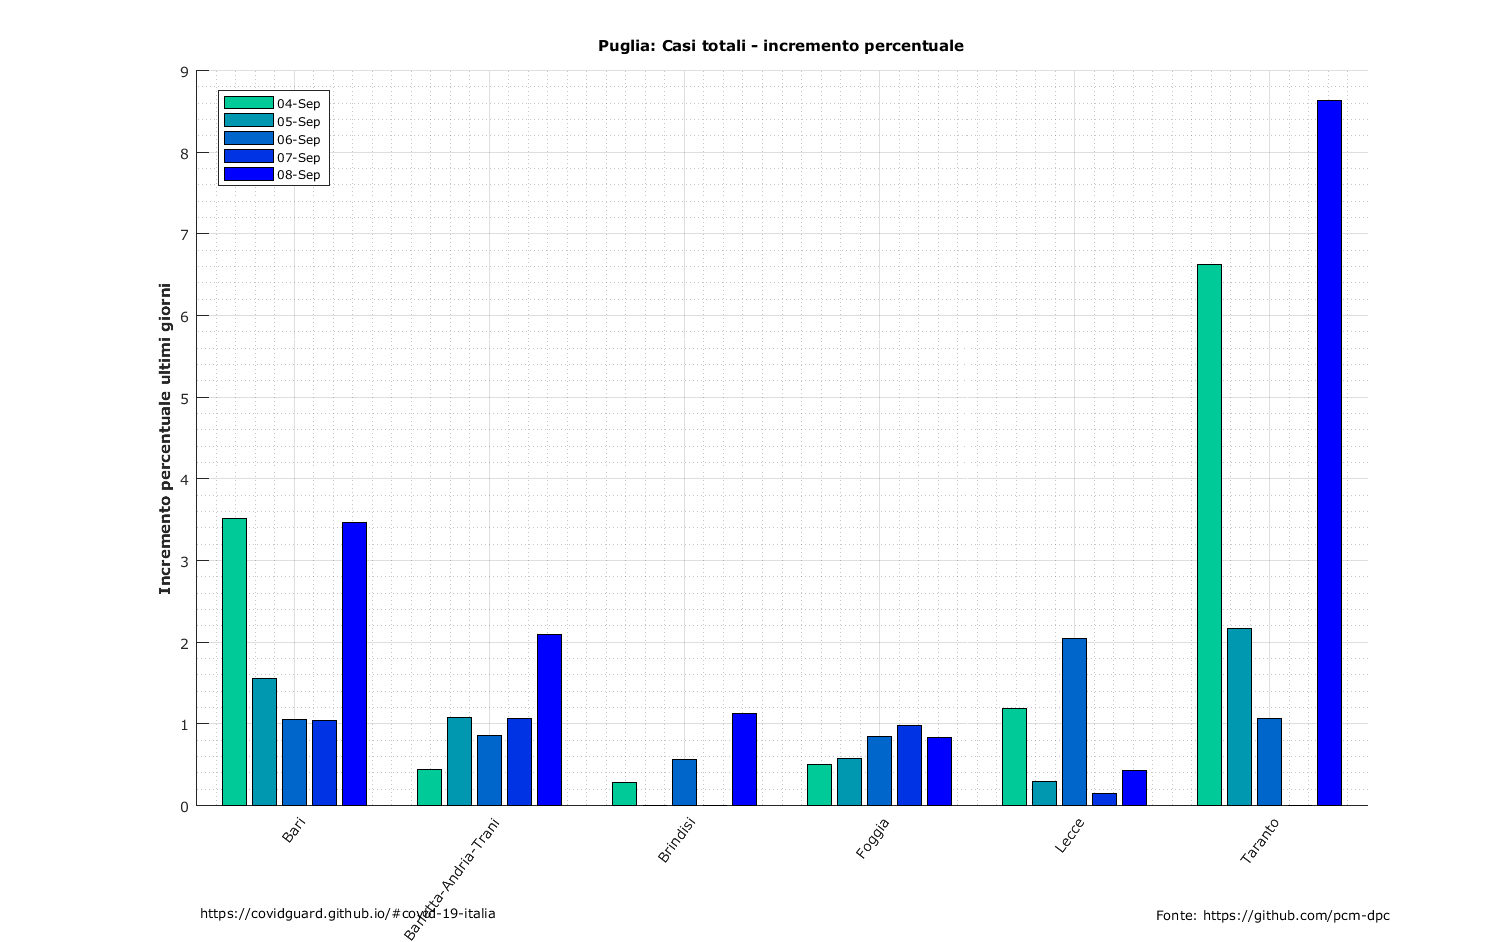 Puglia: Casi totali - incremento percentuale
9
8
7
6
5
4
3
2
1
0
Incremento percentuale ultimi giorni
04-Sep
05-Sep
06-Sep
07-Sep
08-Sep
Bari
Barletta-Andria-Trani
Brindisi
Foggia
Lecce
Taranto
https://covidguard.github.io/#covid-19-italia
Fonte: https://github.com/pcm-dpc